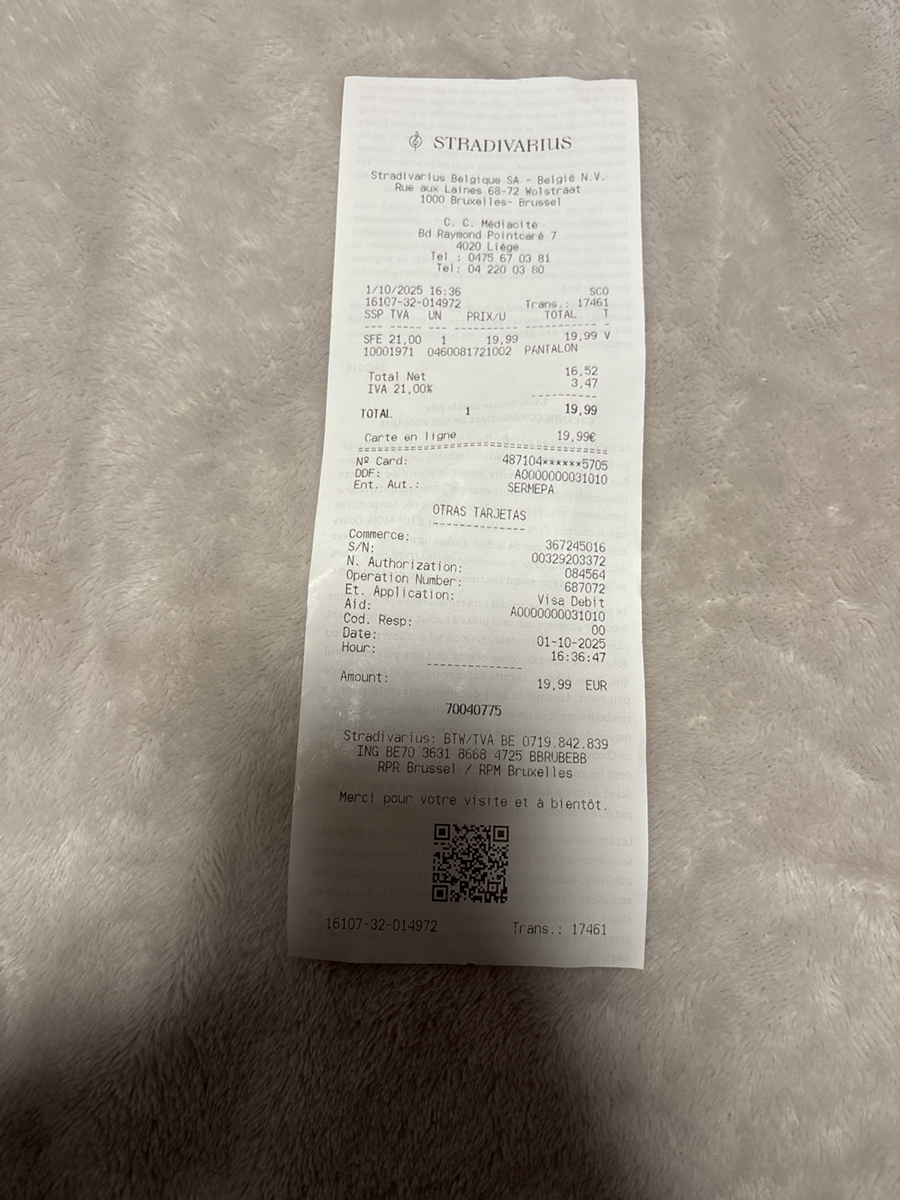 STRADIVARIUS
Stradivarius Belgique SA - België N.V.
Rue aux Laines 68-72 Wolstraat
1000 Bruxelles- Brussel
C. C. Médiacité
Bd Raymond Pointcaré 7
4020 Liège
Tel : 0475 67 03 81
Tel: 04 220 03 80
1/10/2025 16:36 SCO
16107-32-014972 Trans.: 17461
SSP TVA UN PRIX/U TOTAL T
SFE 21,00 1 19,99 19,99 V
10001971 0460081721002 PANTALON
Total Net 16,52
IVA 21,00% 3,47
TOTAL 1 19,99
Carte en ligne 19,99€
Nº Card: 487104******5705
DDF: A0000000031010
Ent. Aut.: SERMEPA
OTRAS TARJETAS
Commerce: 367245016
S/N: 00329203372
N. Authorization: 084564
Operation Number: 687072
Et. Application: Visa Debit
Aid: A0000000031010
Cod. Resp: 00
Date: 01-10-2025
Hour: 16:36:47
Amount: 19,99 EUR
70040775
Stradivarius: BTW/TVA BE 0719.842.839
ING BE70 3631 8668 4725 BBRUBEBB
RPR Brussel / RPM Bruxelles
Merci pour votre visite et à bientôt.
16107-32-014972 Trans.: 17461